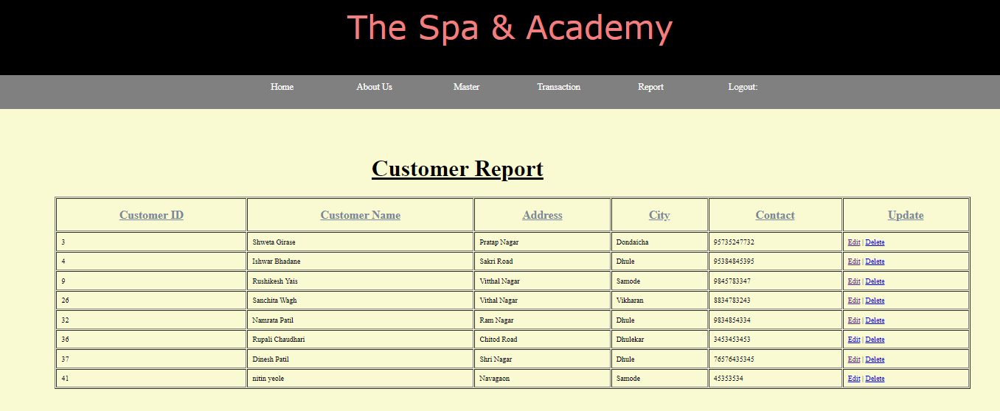 The Spa & Academy
Home About Us Master Transaction Report Logout:
Customer Report
Customer ID Customer Name Address City Contact Update
3 Shweta Girase Pratap Nagar Dondaicha 95735247732 Edit | Delete
4 Ishwar Bhadane Sakri Road Dhule 95384845395 Edit | Delete
9 Rushikesh Yais Vitthal Nagar Samode 9845783347 Edit | Delete
26 Sanchita Wagh Vithal Nagar Vikharan 8834783243 Edit | Delete
32 Namrata Patil Ram Nagar Dhule 9834854334 Edit | Delete
36 Rupali Chaudhari Chitod Road Dhulekar 3453453453 Edit | Delete
37 Dinesh Patil Shri Nagar Dhule 76576435345 Edit | Delete
41 nitin yeole Navagaon Samode 45353534 Edit | Delete